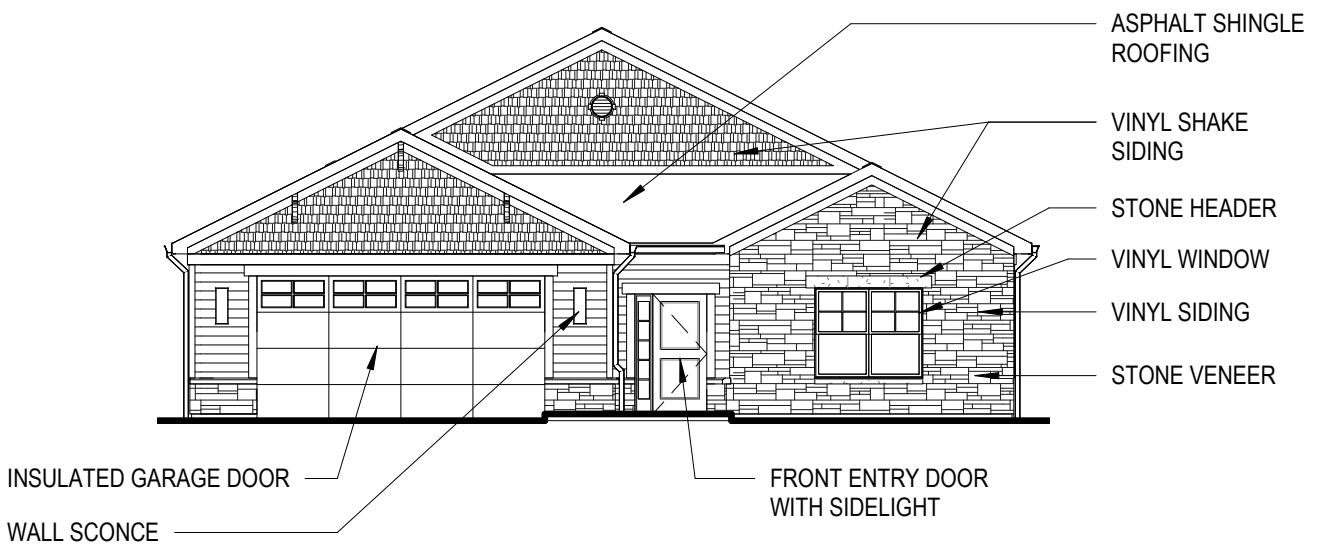 ASPHALT SHINGLE
ROOFING
VINYL SHAKE
SIDING
STONE HEADER
VINYL WINDOW
VINYL SIDING
STONE VENEER
INSULATED GARAGE DOOR
WALL SCONCE
FRONT ENTRY DOOR
WITH SIDELIGHT